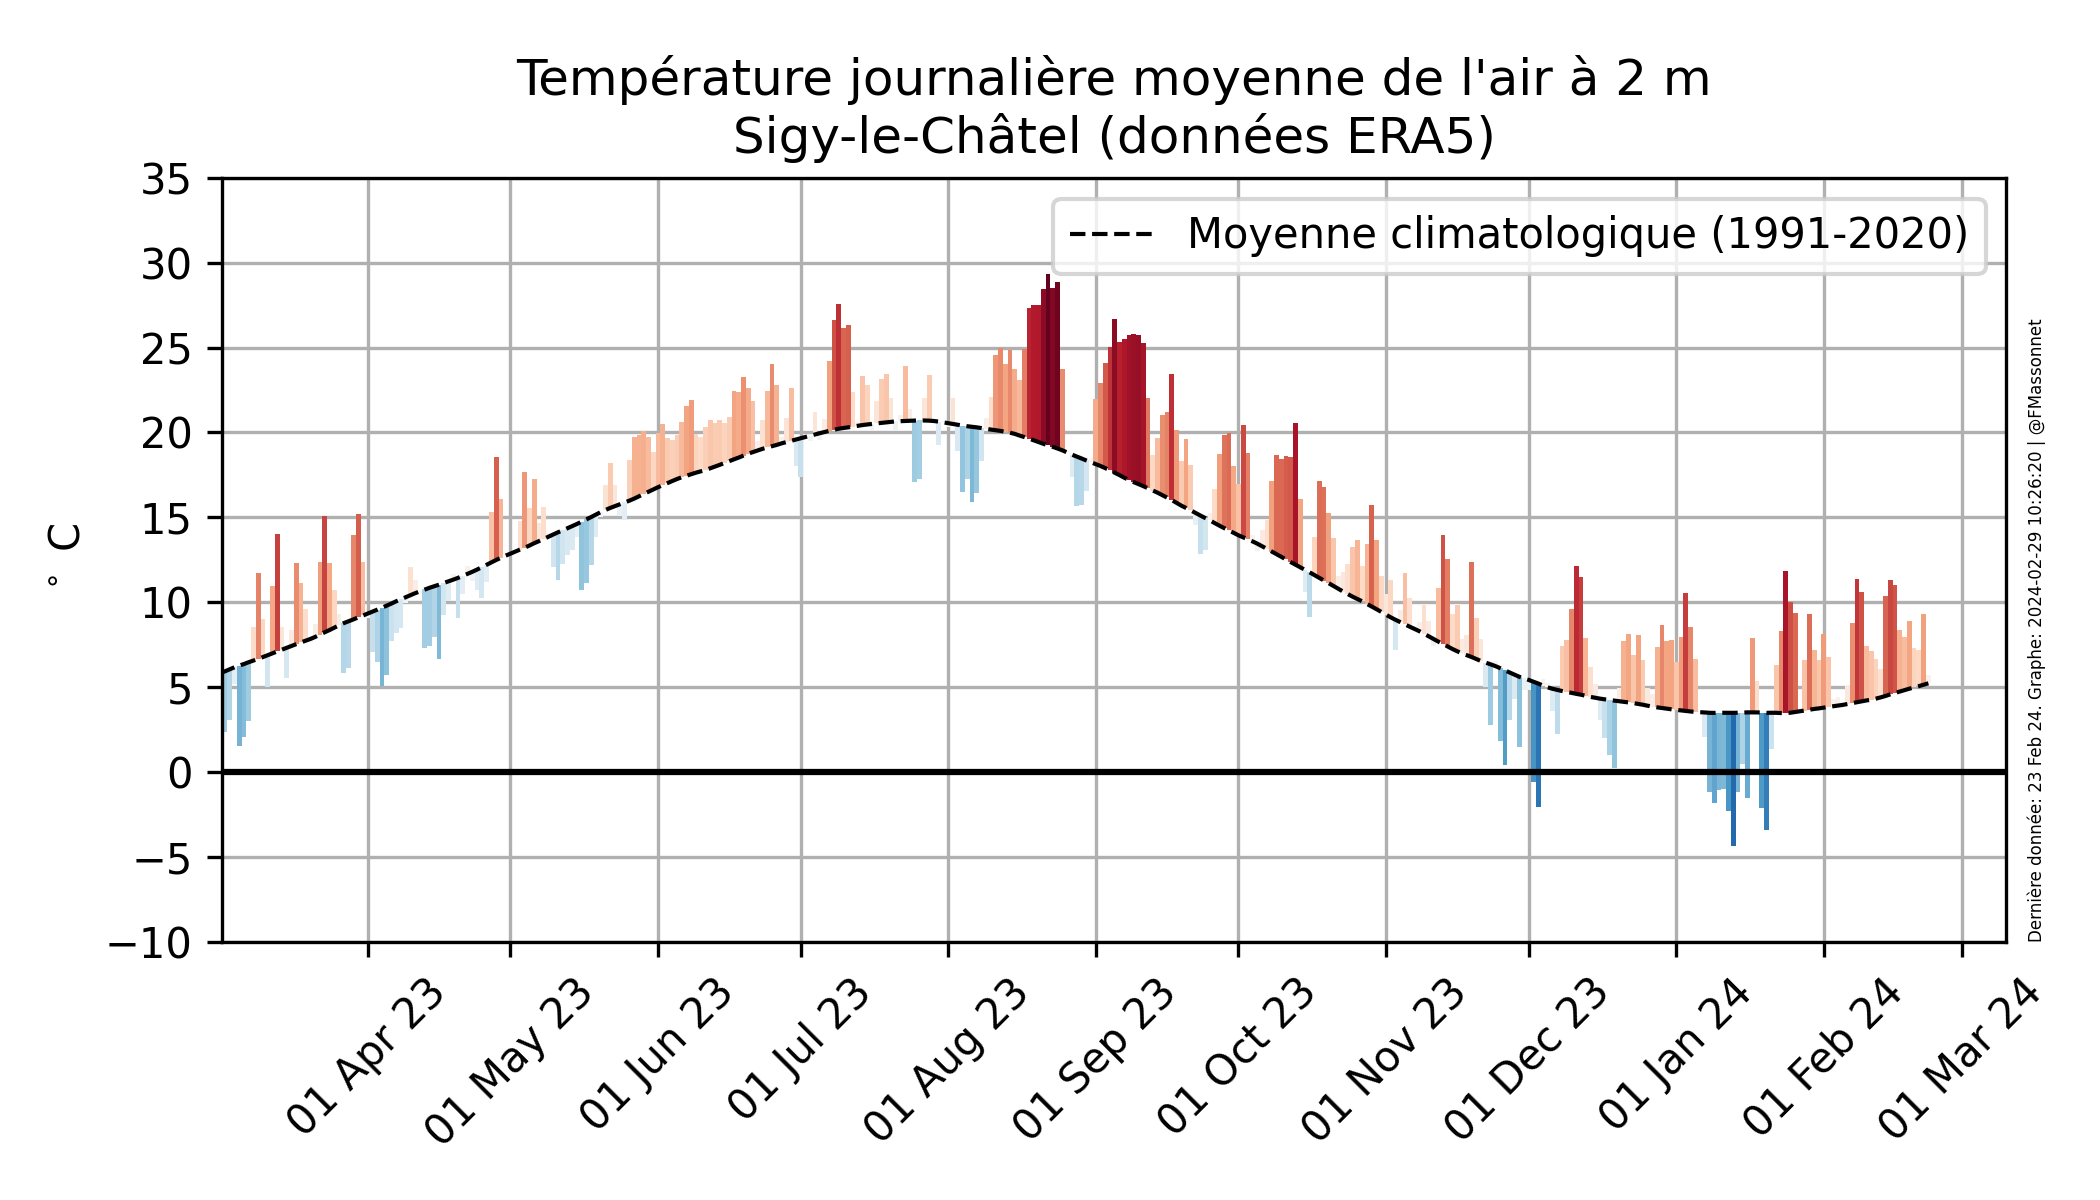 Température journalière moyenne de l'air à 2 m
Sigy-le-Châtel (données ERA5)
Moyenne climatologique (1991-2020)
° C
35
30
25
20
15
10
5
0
−5
−10
01 Apr 23
01 May 23
01 Jun 23
01 Jul 23
01 Aug 23
01 Sep 23
01 Oct 23
01 Nov 23
01 Dec 23
01 Jan 24
01 Feb 24
01 Mar 24
Dernière donnée: 23 Feb 24. Graphe: 2024-02-29 10:26:20 | @FMassonnet